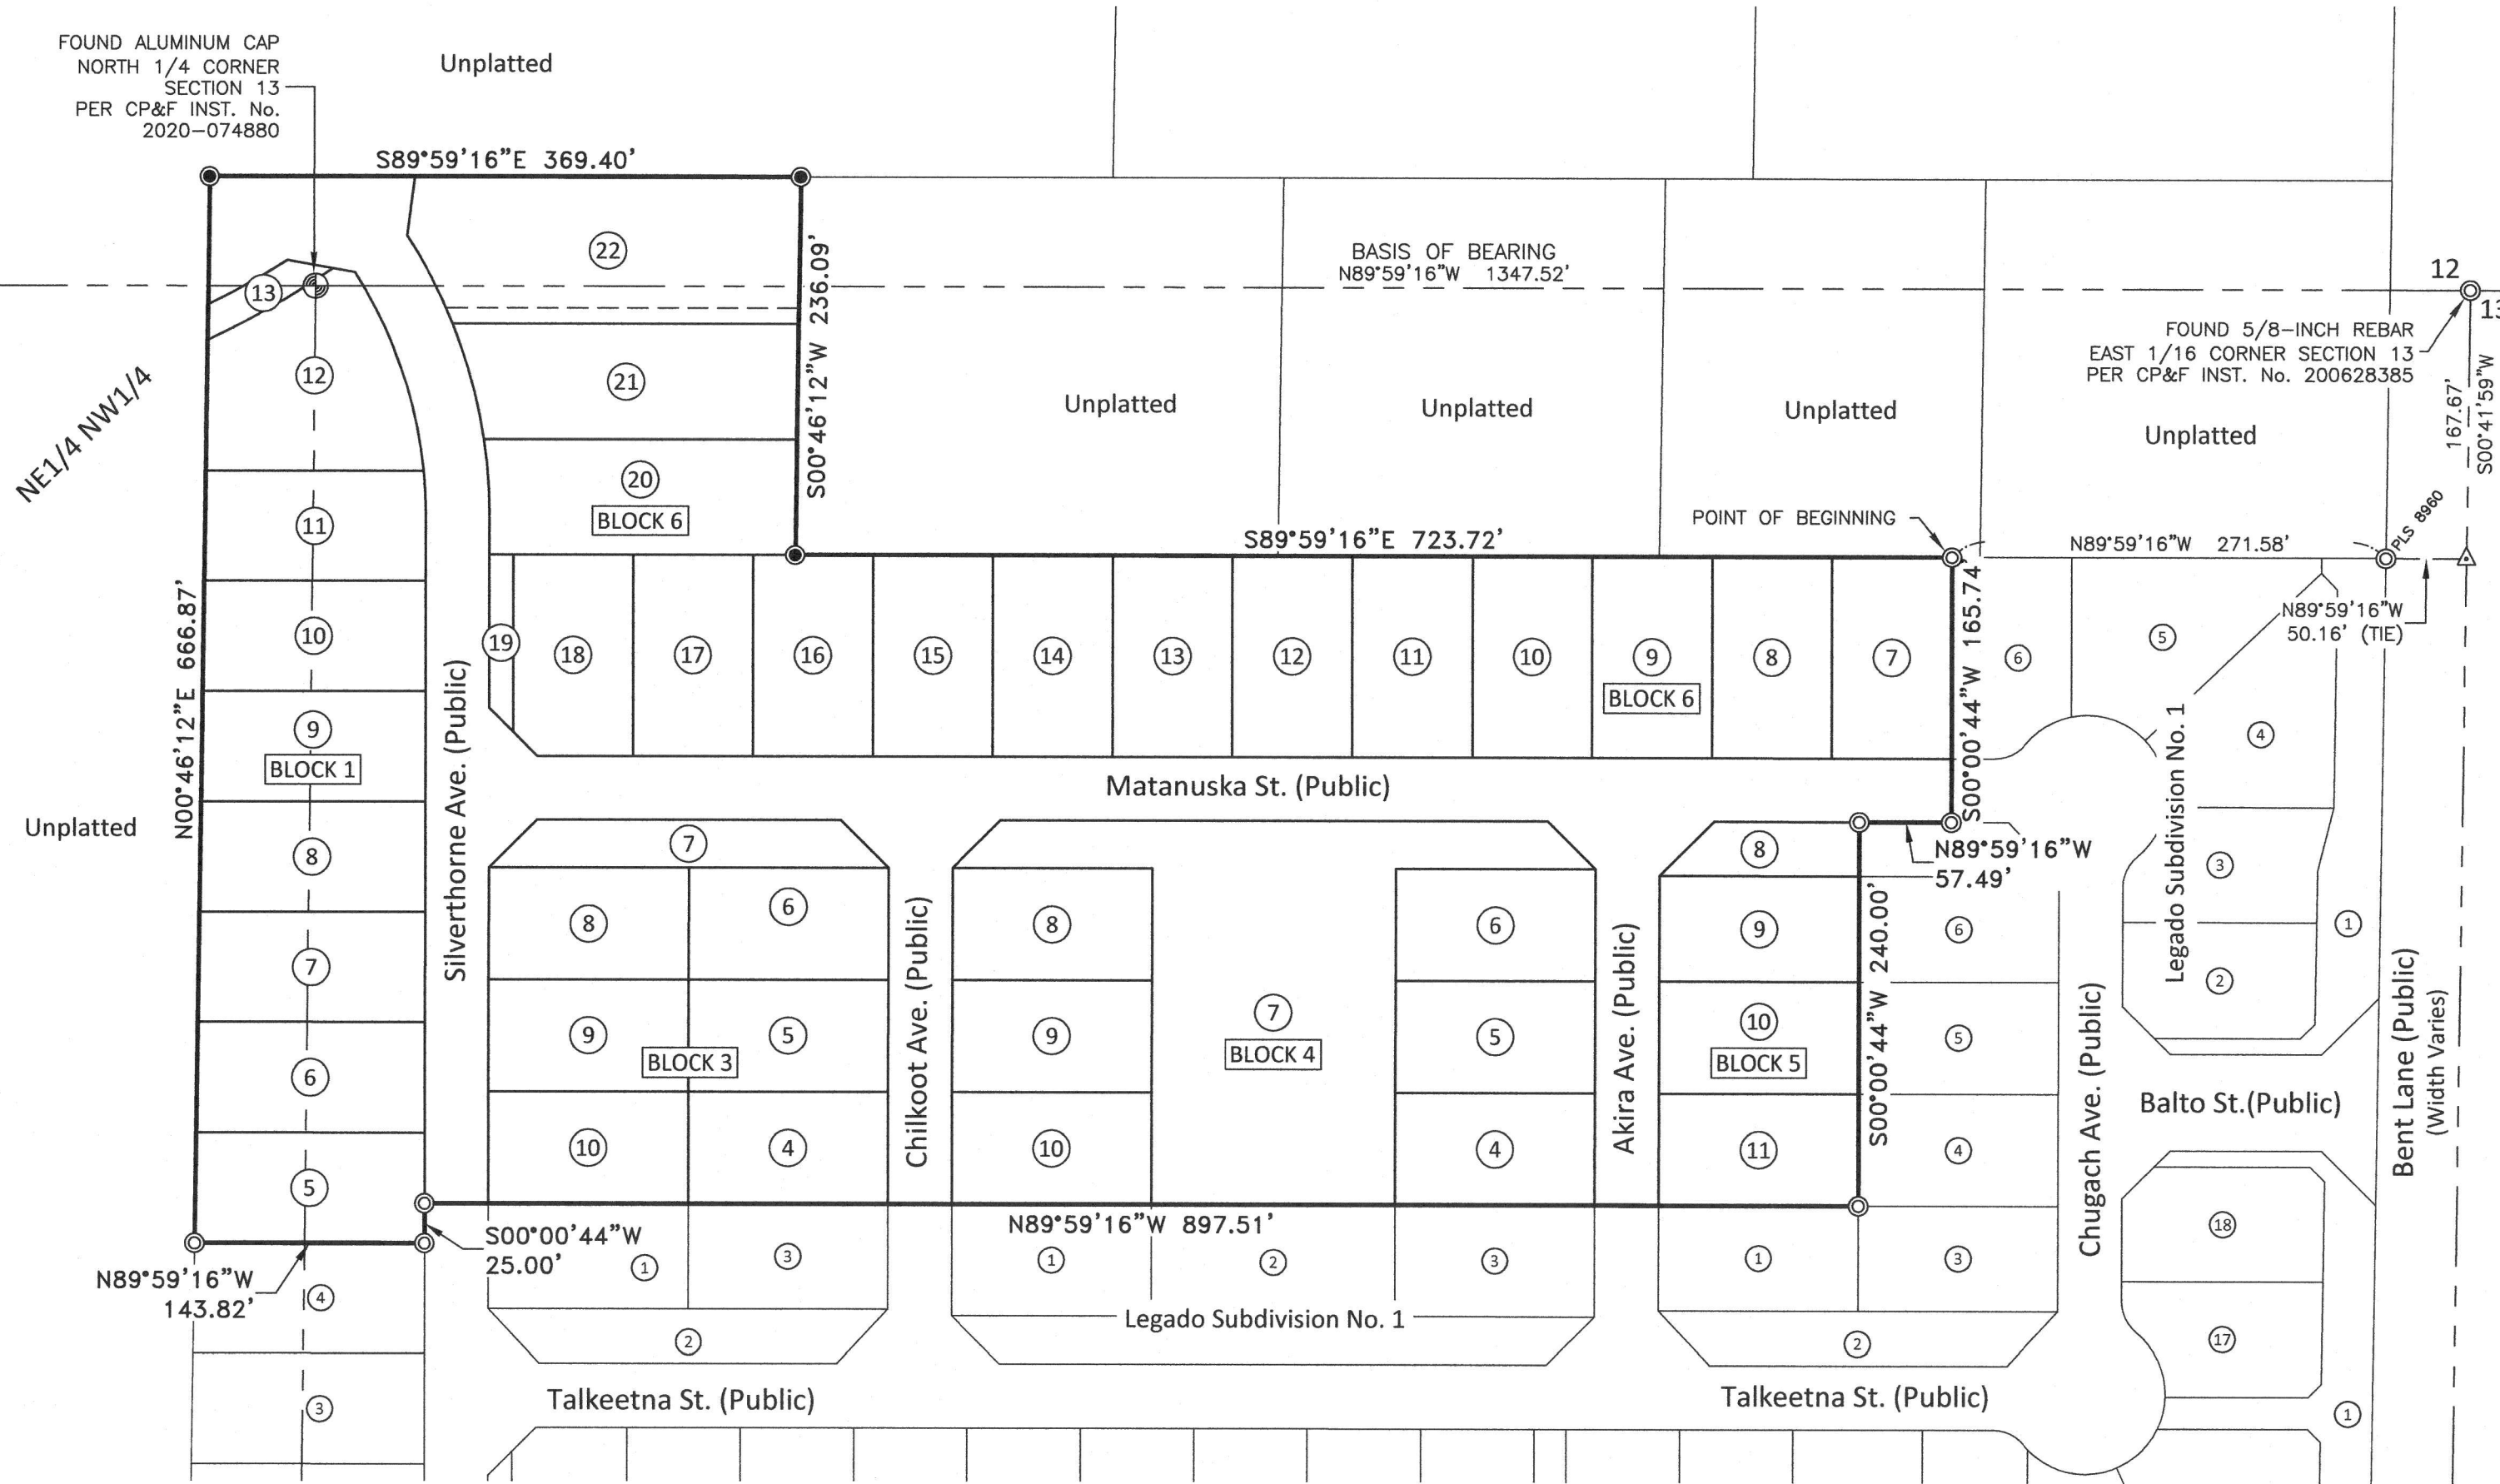 FOUND ALUMINUM CAP
NORTH 1/4 CORNER
SECTION 13
PER CP&F INST. No.
2020-074880
Unplatted
S89°59'16"E 369.40'
22
BASIS OF BEARING
N89°59'16"W 1347.52'
12
13
13
FOUND 5/8-INCH REBAR
EAST 1/16 CORNER SECTION 13
PER CP&F INST. No. 200628385
167.67'
S00°41'59"W
S00°46'12"W 236.09'
NE1/4 NW1/4
12
21
Unplatted
Unplatted
Unplatted
Unplatted
20
BLOCK 6
11
POINT OF BEGINNING
PLS 8960
S89°59'16"E 723.72'
N89°59'16"W 271.58'
N89°59'16"W
50.16' (TIE)
N00°46'12"E 666.87'
10
19
18
17
16
15
14
13
12
11
10
9
BLOCK 6
8
7
S00°00'44"W 165.74'
6
5
4
9
BLOCK 1
Silverthorne Ave. (Public)
Matanuska St. (Public)
Legado Subdivision No. 1
Unplatted
8
7
8
N89°59'16"W
57.49'
3
7
8
6
8
6
9
6
1
2
Chilkoot Ave. (Public)
Akira Ave. (Public)
S00°00'44"W 240.00'
9
5
BLOCK 3
9
7
BLOCK 4
5
10
BLOCK 5
5
Chugach Ave. (Public)
Bent Lane (Public)
(Width Varies)
6
Balto St.(Public)
10
4
10
4
11
4
5
S00°00'44"W
25.00'
N89°59'16"W 897.51'
18
N89°59'16"W
143.82'
4
1
3
1
2
3
1
3
Legado Subdivision No. 1
2
2
17
3
Talkeetna St. (Public)
Talkeetna St. (Public)
1